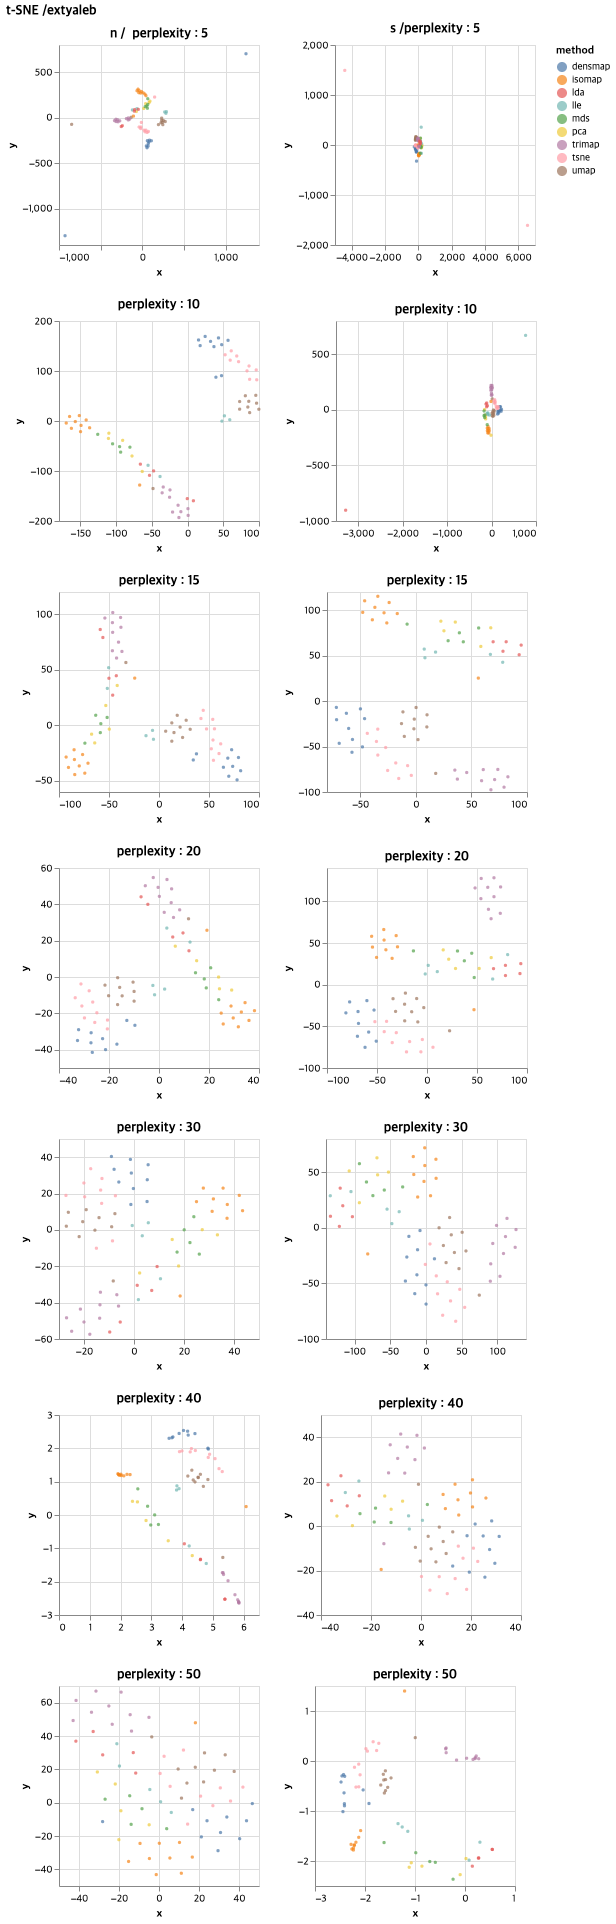 t-SNE /extyaleb
n / perplexity : 5
s /perplexity : 5
method
densmap
isomap
lda
lle
mds
pca
trimap
tsne
umap
y
500
0
−500
−1,000
−1,000 0 1,000
x
y
2,000
1,000
0
−1,000
−2,000
−4,000 −2,000 0 2,000 4,000 6,000
x
perplexity : 10
y
200
100
0
−100
−200
−150 −100 −50 0 50 100
x
perplexity : 10
y
500
0
−500
−1,000
−3,000 −2,000 −1,000 0 1,000
x
perplexity : 15
y
100
50
0
−50
−100 −50 0 50 100
x
perplexity : 15
y
100
50
0
−50
−100
−50 0 50 100
x
perplexity : 20
y
60
40
20
0
−20
−40
−40 −20 0 20 40
x
perplexity : 20
y
100
50
0
−50
−100
−100 −50 0 50 100
x
perplexity : 30
y
40
20
0
−20
−40
−60
−20 0 20 40
x
perplexity : 30
y
50
0
−50
−100
−100 −50 0 50 100
x
perplexity : 40
y
3
2
1
0
−1
−2
−3
0 1 2 3 4 5 6
x
perplexity : 40
y
40
20
0
−20
−40
−40 −20 0 20 40
x
perplexity : 50
y
60
40
20
0
−20
−40
−40 −20 0 20 40
x
perplexity : 50
y
1
0
−1
−2
−3 −2 −1 0 1
x